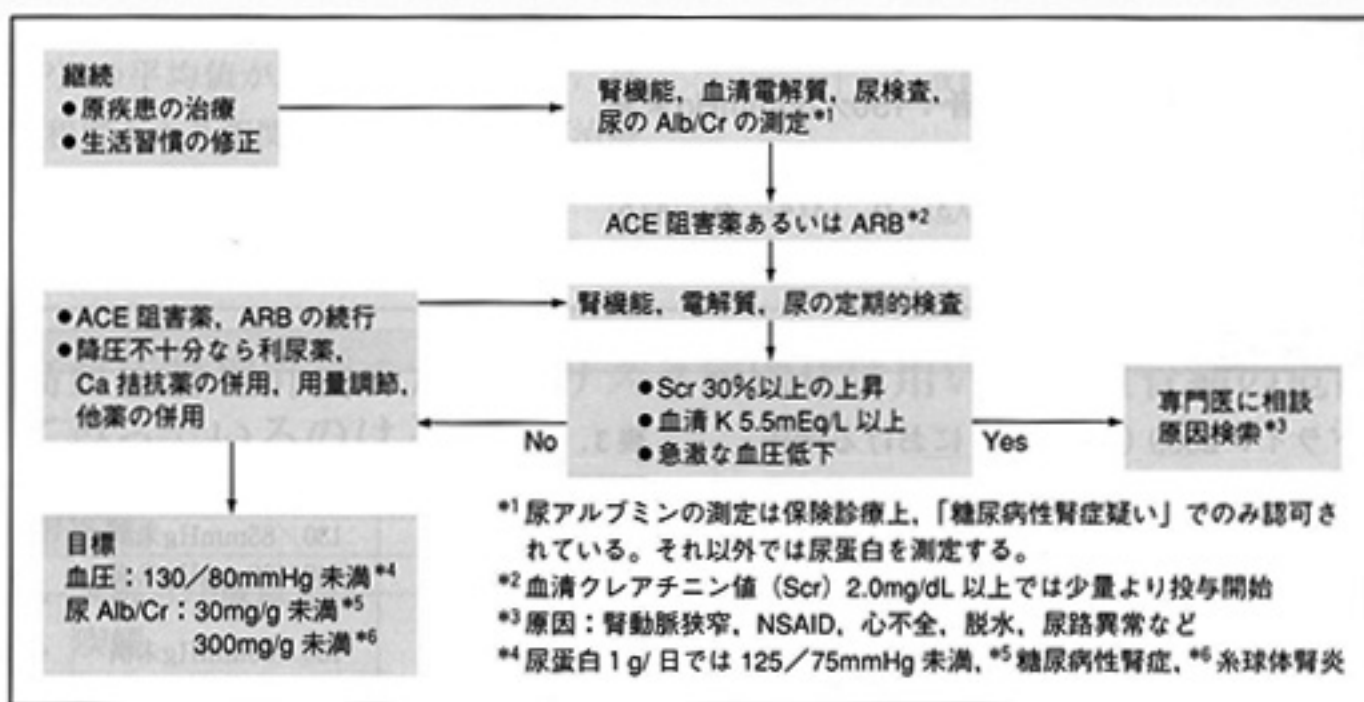 継続
●原疾患の治療
●生活習慣の修正
腎機能，血清電解質，尿検査，
尿の Alb/Cr の測定*1
ACE 阻害薬あるいは ARB*2
腎機能，電解質，尿の定期的検査
●ACE 阻害薬，ARB の続行
●降圧不十分なら利尿薬，
Ca 拮抗薬の併用，用量調節，
他薬の併用
●Scr 30%以上の上昇
●血清 K 5.5mEq/L 以上
●急激な血圧低下
No
Yes
専門医に相談
原因検索*3
目標
血圧：130／80mmHg 未満*4
尿 Alb/Cr：30mg/g 未満*5
300mg/g 未満*6
*1 尿アルブミンの測定は保険診療上，「糖尿病性腎症疑い」でのみ認可さ
れている。それ以外では尿蛋白を測定する。
*2 血清クレアチニン値（Scr）2.0mg/dL 以上では少量より投与開始
*3 原因：腎動脈狭窄，NSAID，心不全，脱水，尿路異常など
*4 尿蛋白1g/日では125／75mmHg 未満，*5 糖尿病性腎症，*6 糸球体腎炎